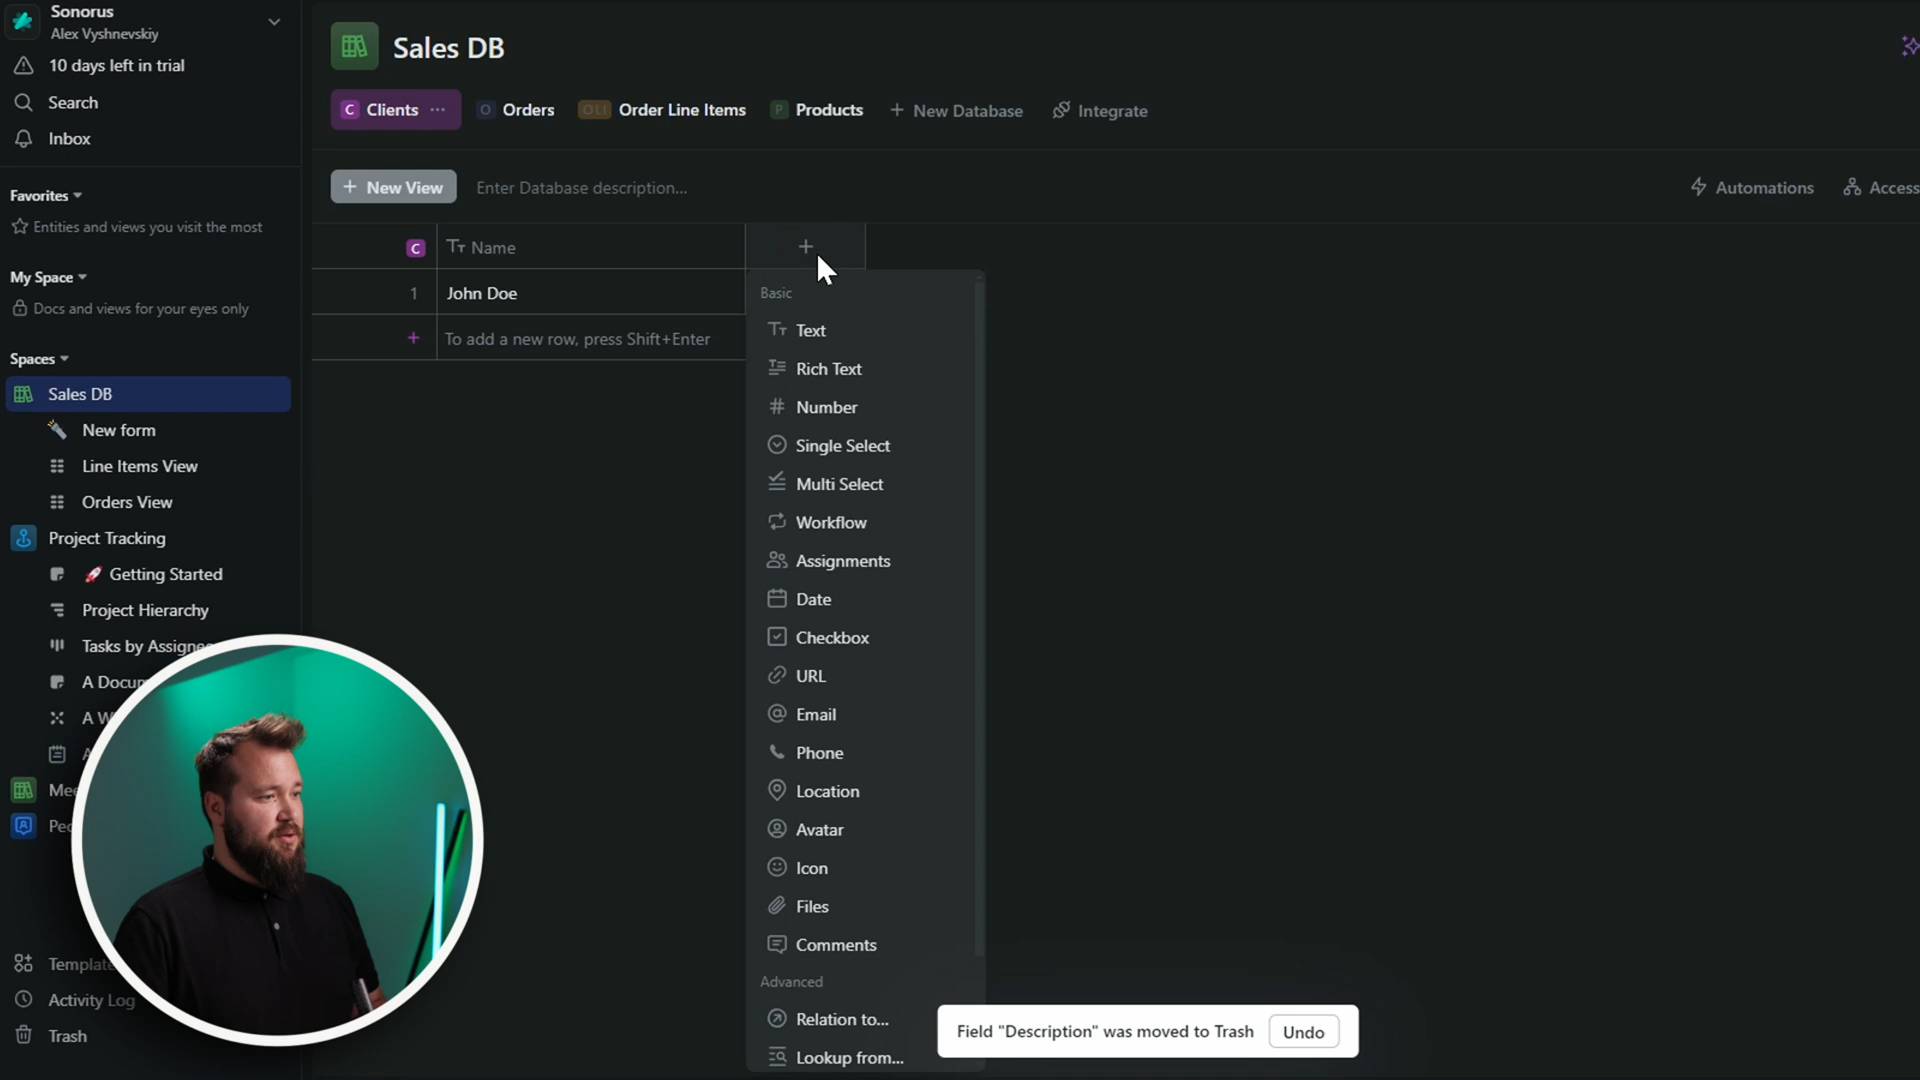 Sonorus
Alex Vyshnevskiy
10 days left in trial
Search
Inbox
Favorites
Entities and views you visit the most
My Space
Docs and views for your eyes only
Spaces
Sales DB
New form
Line Items View
Orders View
Project Tracking
🚀 Getting Started
Project Hierarchy
Tasks by
A
A
Activity Log
Trash
Sales DB
C Clients ...
O Orders
OLI Order Line Items
P Products
+ New Database
Integrate
+ New View
Enter Database description...
Automations
Access
C Tт Name +
1 John Doe
+ To add a new row, press Shift+Enter
Basic
Text
Rich Text
Number
Single Select
Multi Select
Workflow
Assignments
Date
Checkbox
URL
Email
Phone
Location
Avatar
Icon
Files
Comments
Advanced
Relation to...
Lookup from...
Field "Description" was moved to Trash
Undo